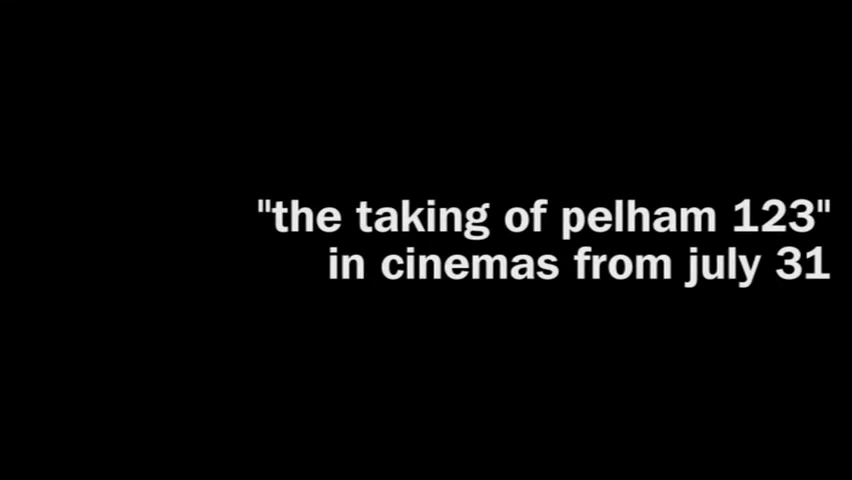 "the taking of pelham 123"
in cinemas from july 31